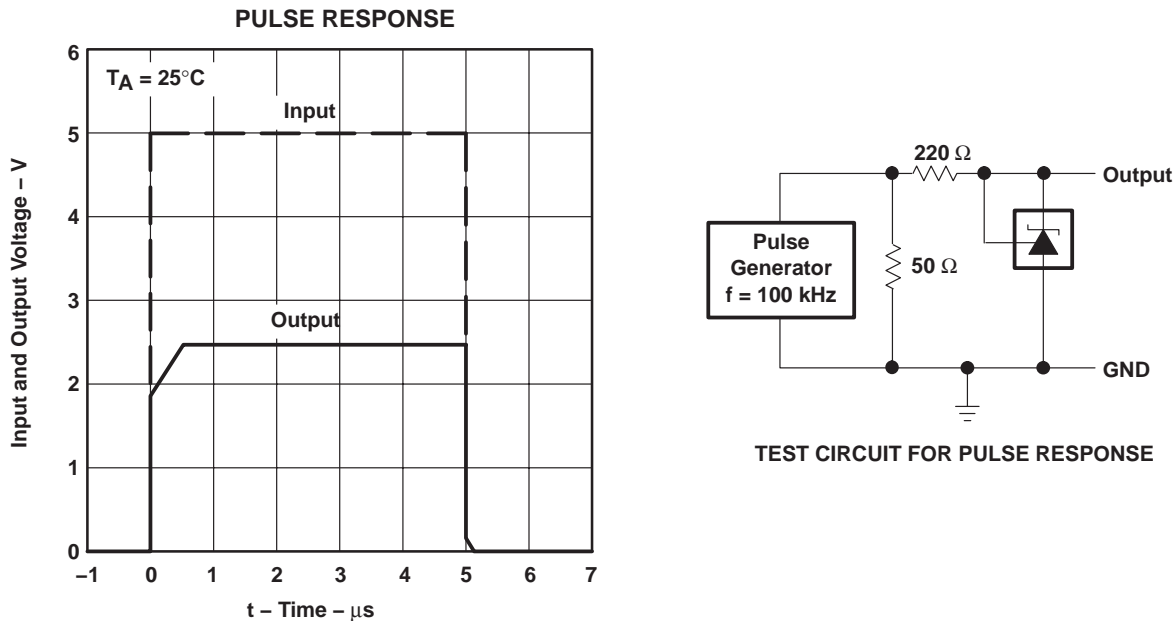 PULSE RESPONSE
TA = 25°C
Input
Output
Input and Output Voltage – V
6
5
4
3
2
1
0
–1 0 1 2 3 4 5 6 7
t – Time – μs
220 Ω
Output
Pulse
Generator
f = 100 kHz
50 Ω
GND
TEST CIRCUIT FOR PULSE RESPONSE